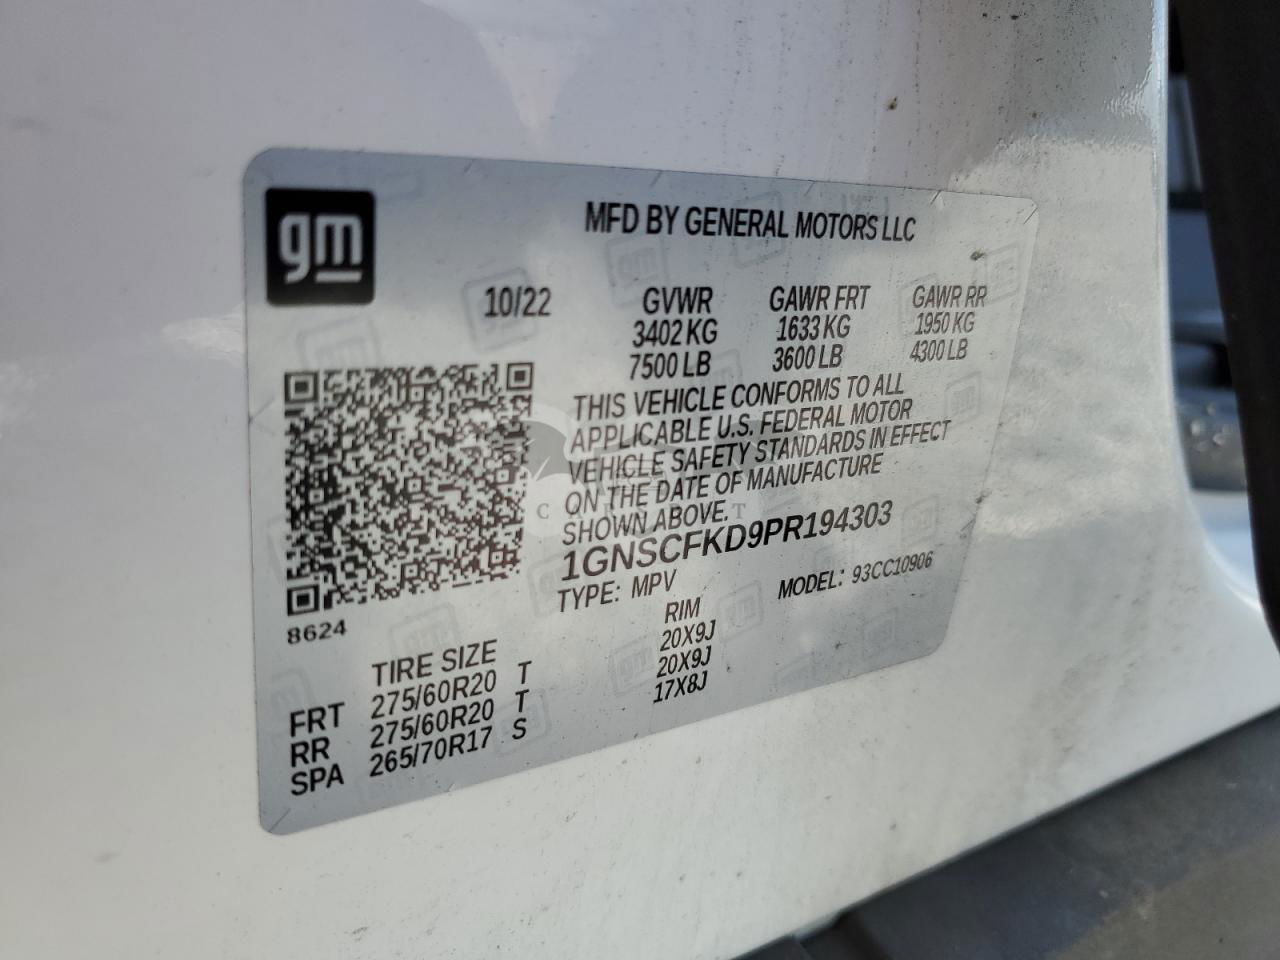 gm
MFD BY GENERAL MOTORS LLC
10/22 GVWR GAWR FRT GAWR RR
3402 KG 1633 KG 1950 KG
7500 LB 3600 LB 4300 LB
THIS VEHICLE CONFORMS TO ALL
APPLICABLE U.S. FEDERAL MOTOR
VEHICLE SAFETY STANDARDS IN EFFECT
ON THE DATE OF MANUFACTURE
SHOWN ABOVE.
1GNSCFKD9PR194303
TYPE: MPV MODEL: 93CC10906
8624
TIRE SIZE RIM
FRT 275/60R20 T 20X9J
RR 275/60R20 T 20X9J
SPA 265/70R17 S 17X8J